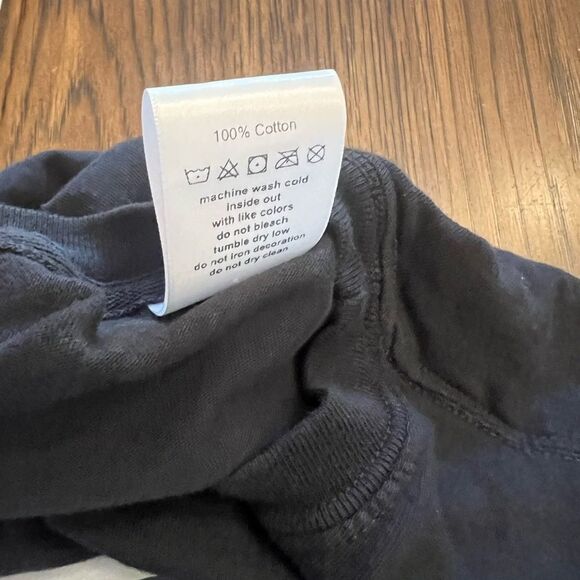 100% Cotton
machine wash cold
inside out
with like colors
do not bleach
tumble dry low
do not iron decoration
do not dry clean